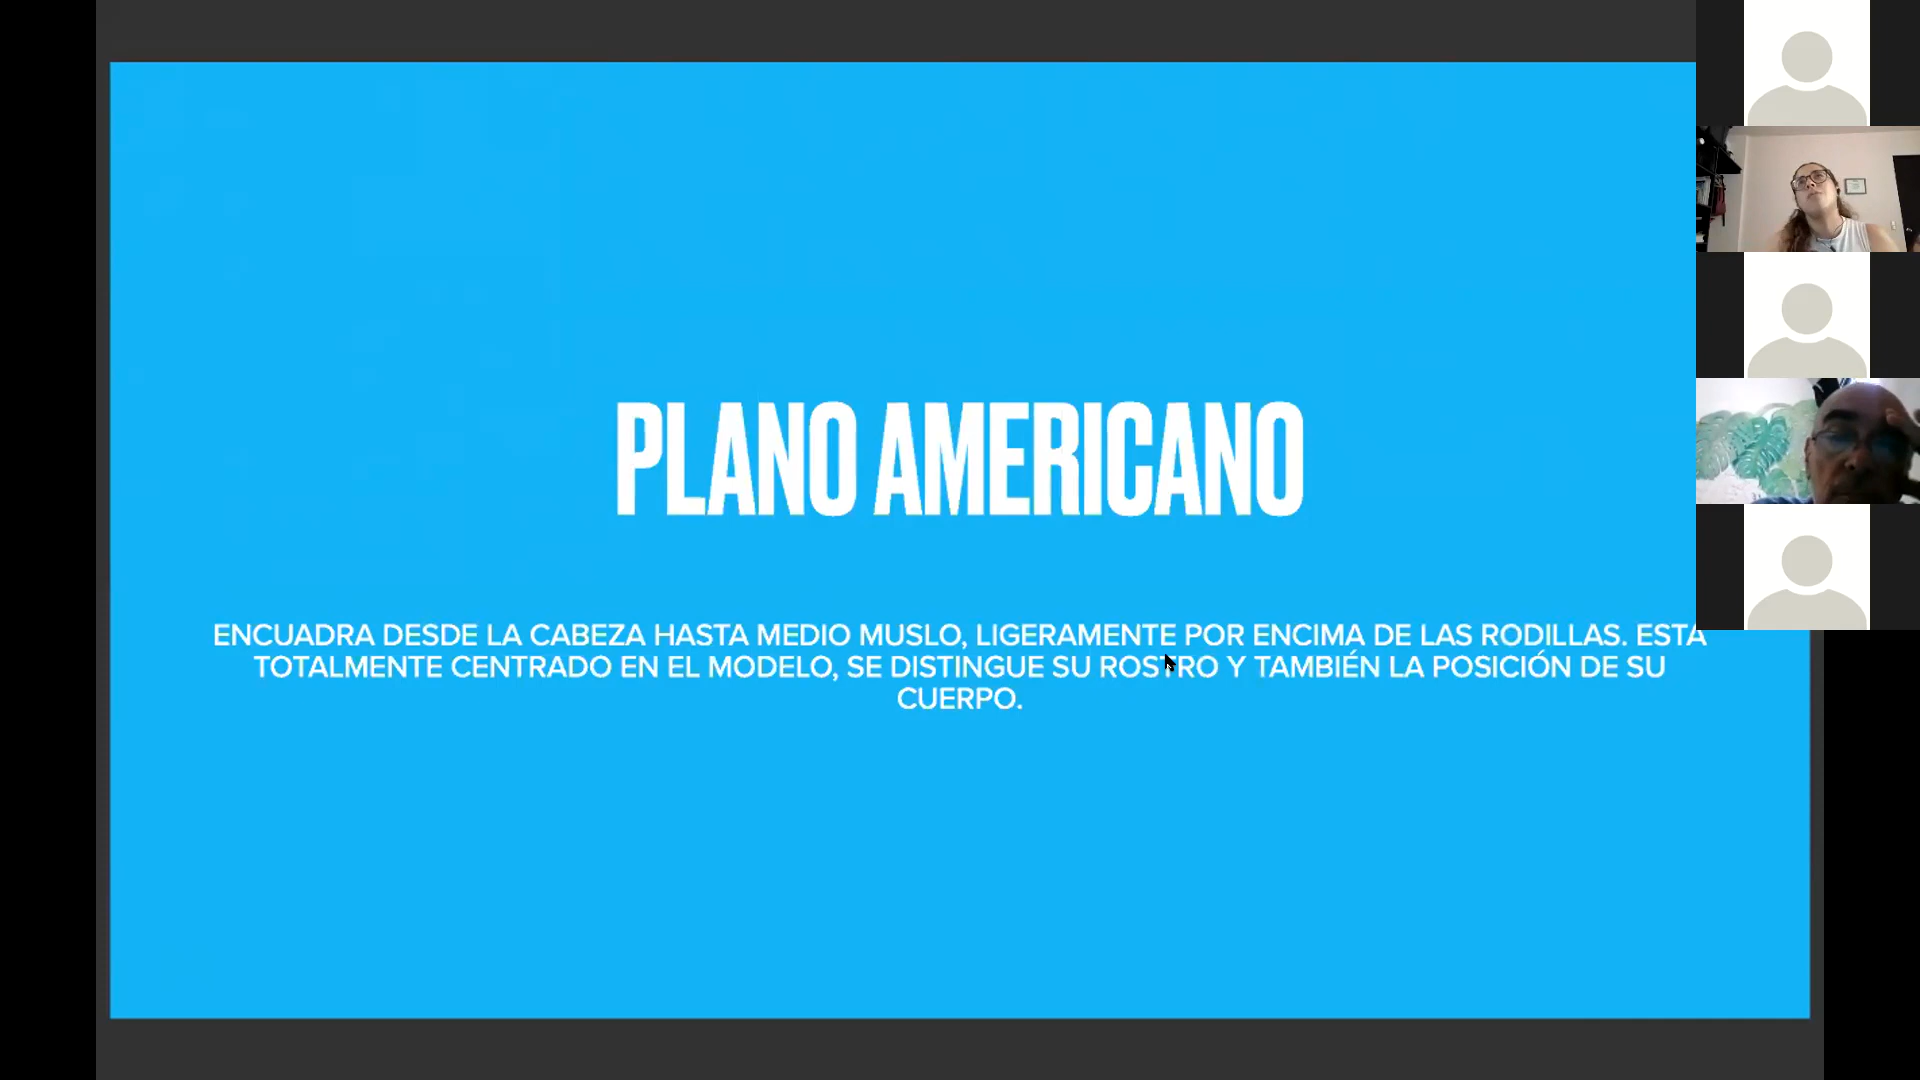 PLANO AMERICANO
ENCUADRA DESDE LA CABEZA HASTA MEDIO MUSLO, LIGERAMENTE POR ENCIMA DE LAS RODILLAS. ESTÁ
TOTALMENTE CENTRADO EN EL MODELO, SE DISTINGUE SU ROSTRO Y TAMBIÉN LA POSICIÓN DE SU
CUERPO.